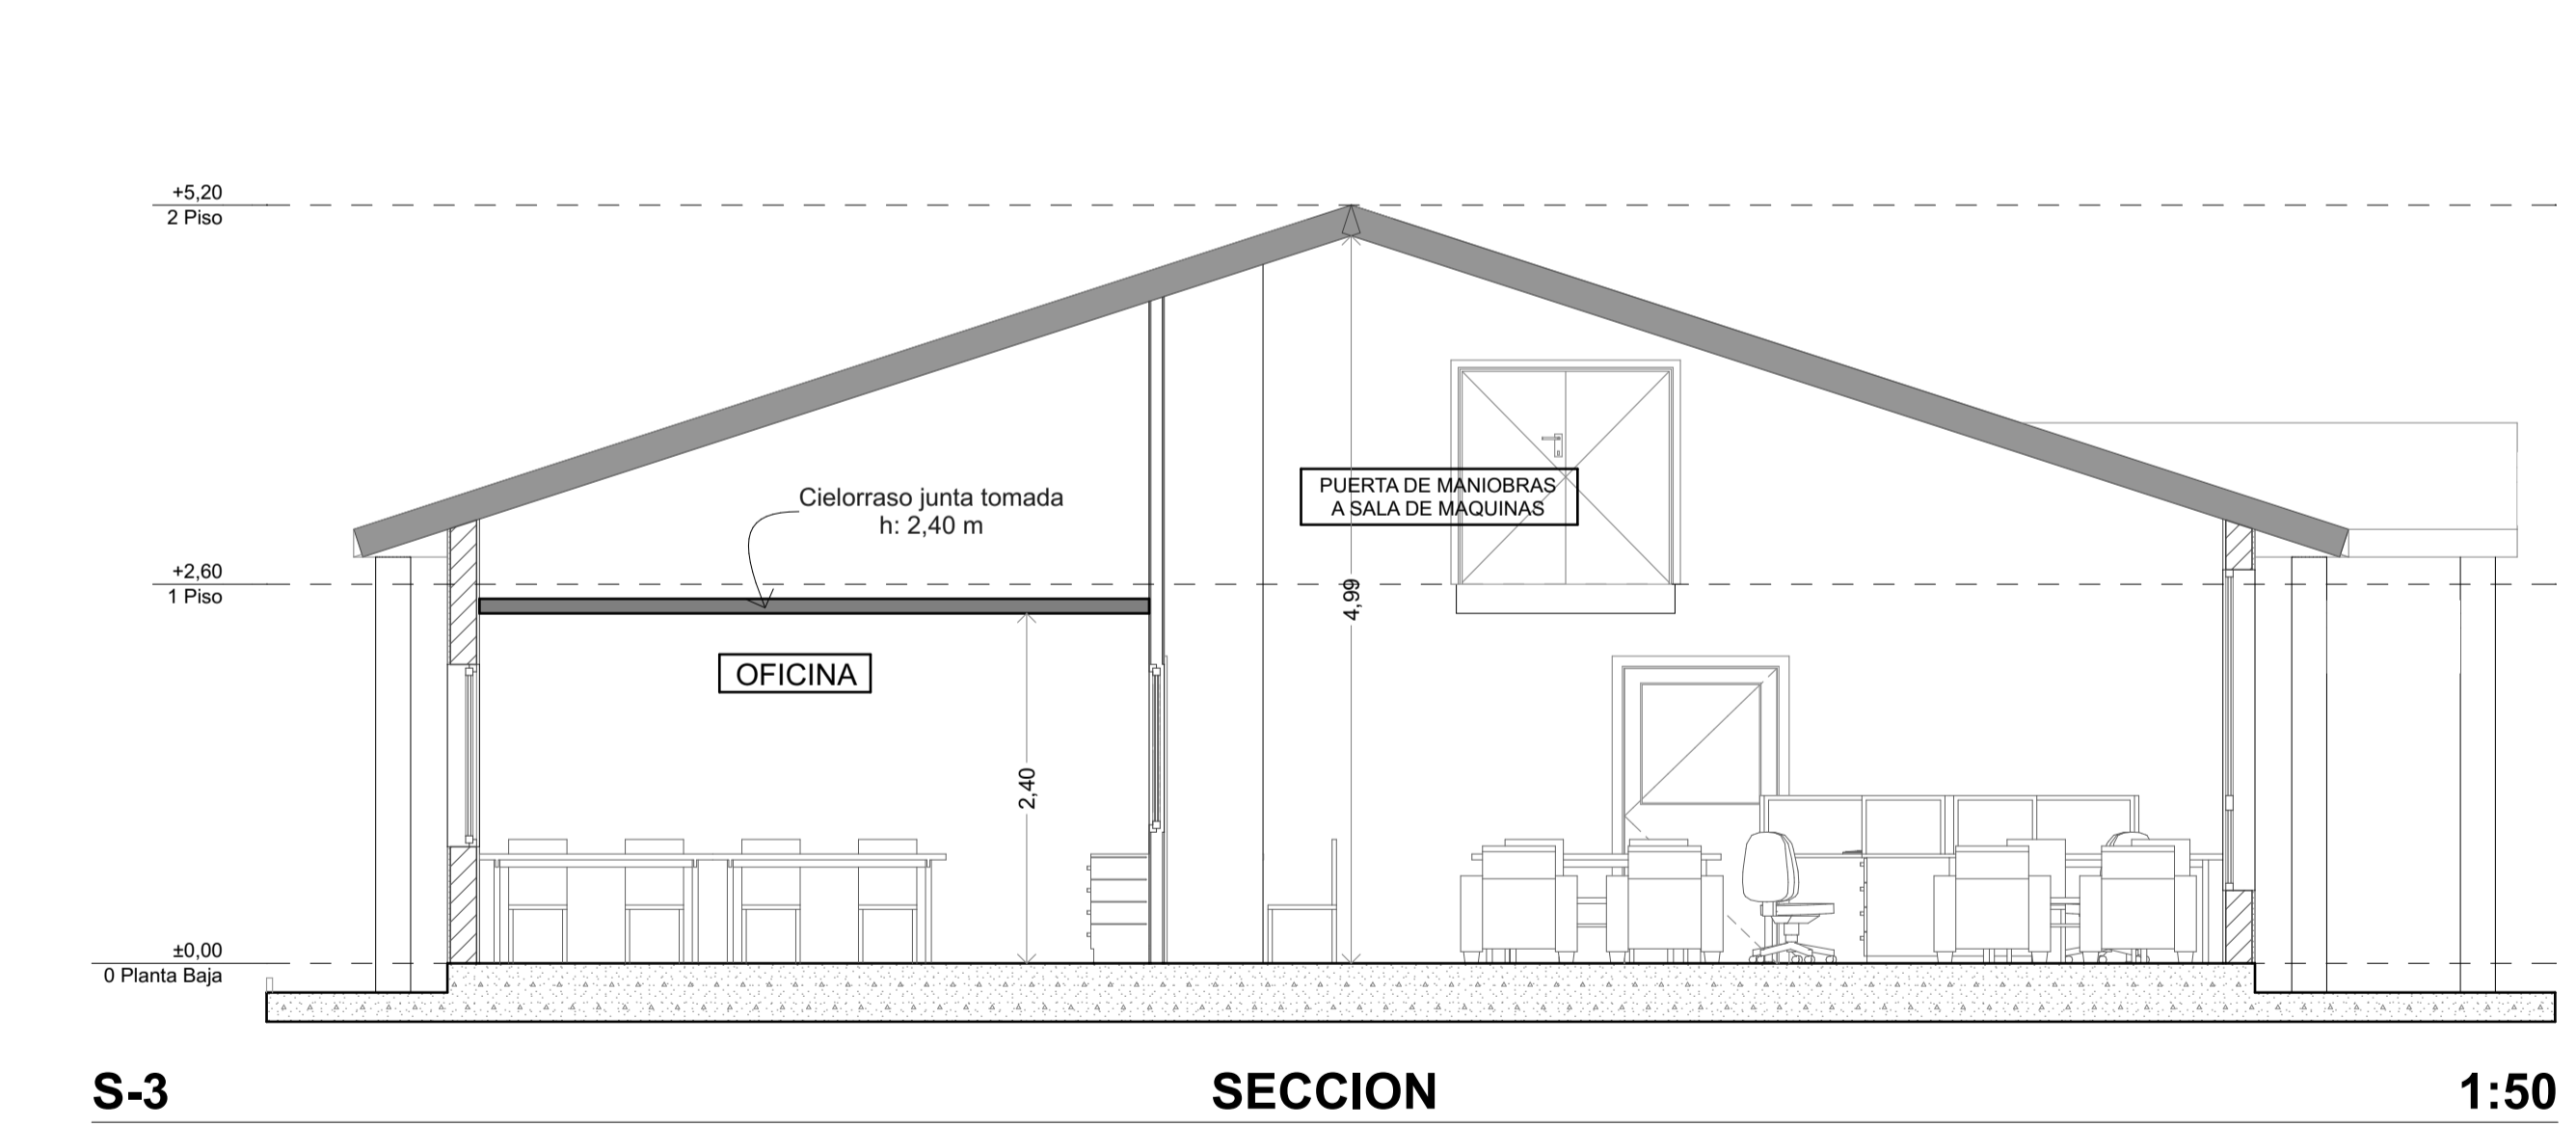 +5,20
2 Piso
Cielorraso junta tomada
h: 2,40 m
PUERTA DE MANIOBRAS
A SALA DE MAQUINAS
+2,60
1 Piso
4,99
OFICINA
2,40
±0,00
0 Planta Baja
S-3
SECCION
1:50